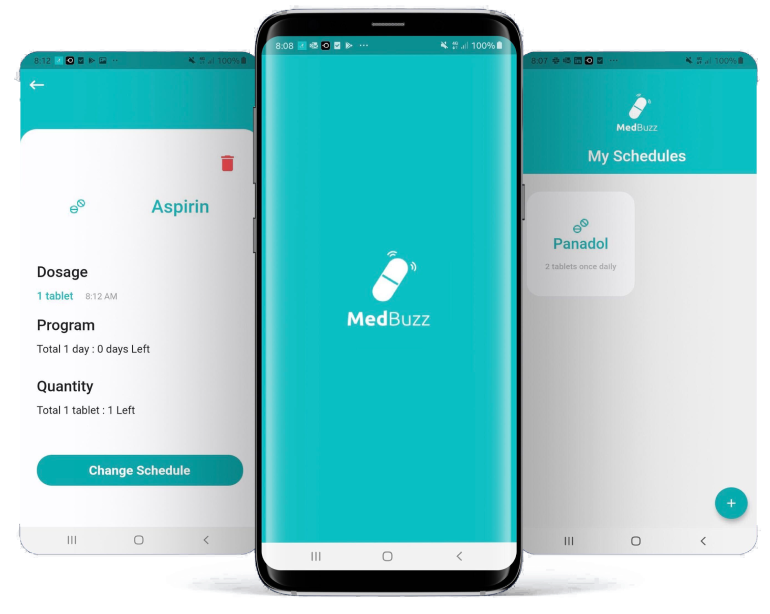 8:12
100%
Aspirin
Dosage
1 tablet 8:12 AM
Program
Total 1 day : 0 days Left
Quantity
Total 1 tablet : 1 Left
Change Schedule
8:08
100%
MedBuzz
8:07
100%
MedBuzz
My Schedules
Panadol
2 tablets once daily
+